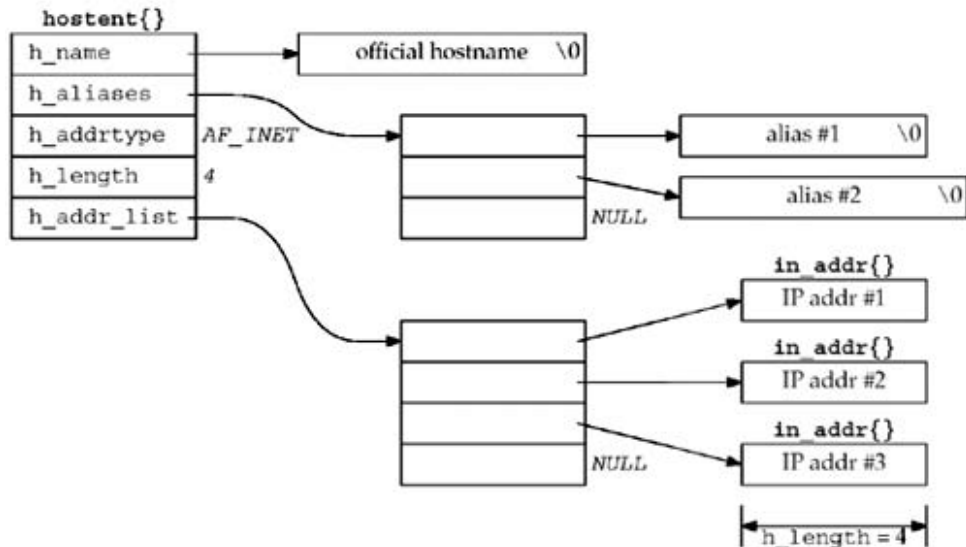 hostent{}
h_name
official hostname \0
h_aliases
h_addrtype AF_INET
alias #1 \0
h_length 4
alias #2 \0
h_addr_list
NULL
in_addr{}
IP addr #1
in_addr{}
IP addr #2
in_addr{}
NULL
IP addr #3
h_length = 4